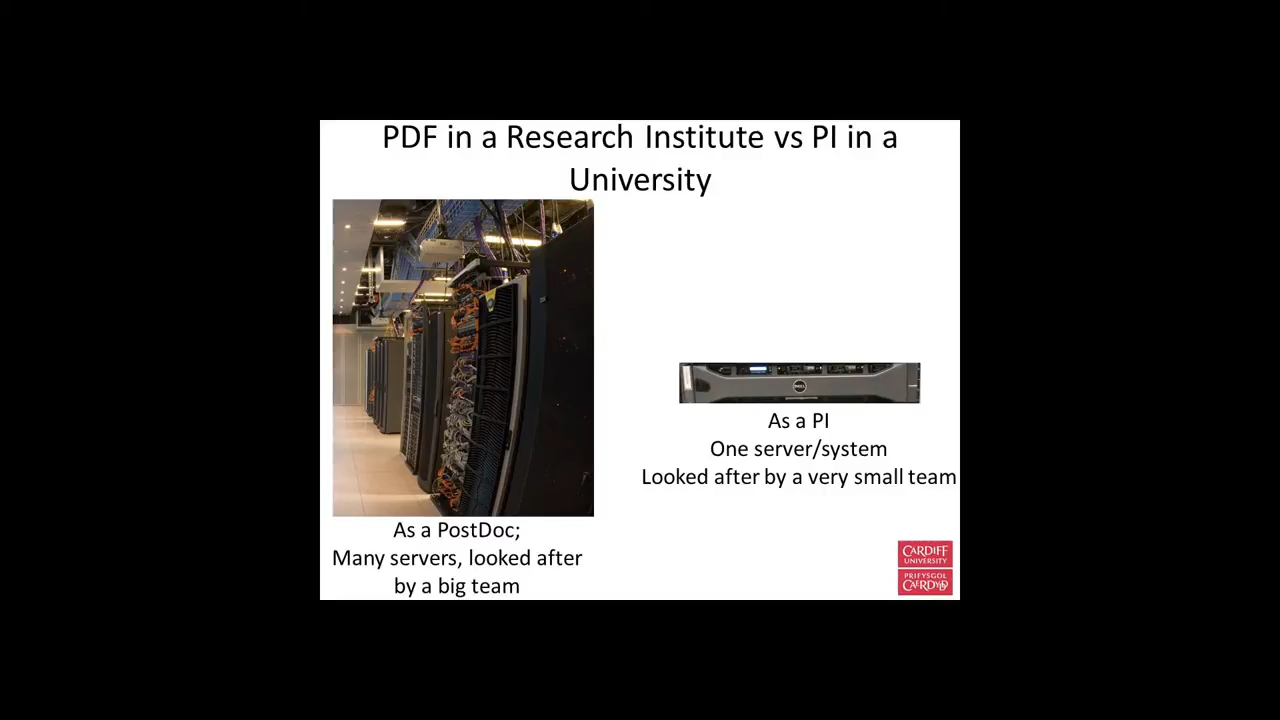 PDF in a Research Institute vs PI in a
University
As a PostDoc;
Many servers, looked after
by a big team
As a PI
One server/system
Looked after by a very small team
CARDIFF
UNIVERSITY
PRIFYSGOL
CAERDYDD